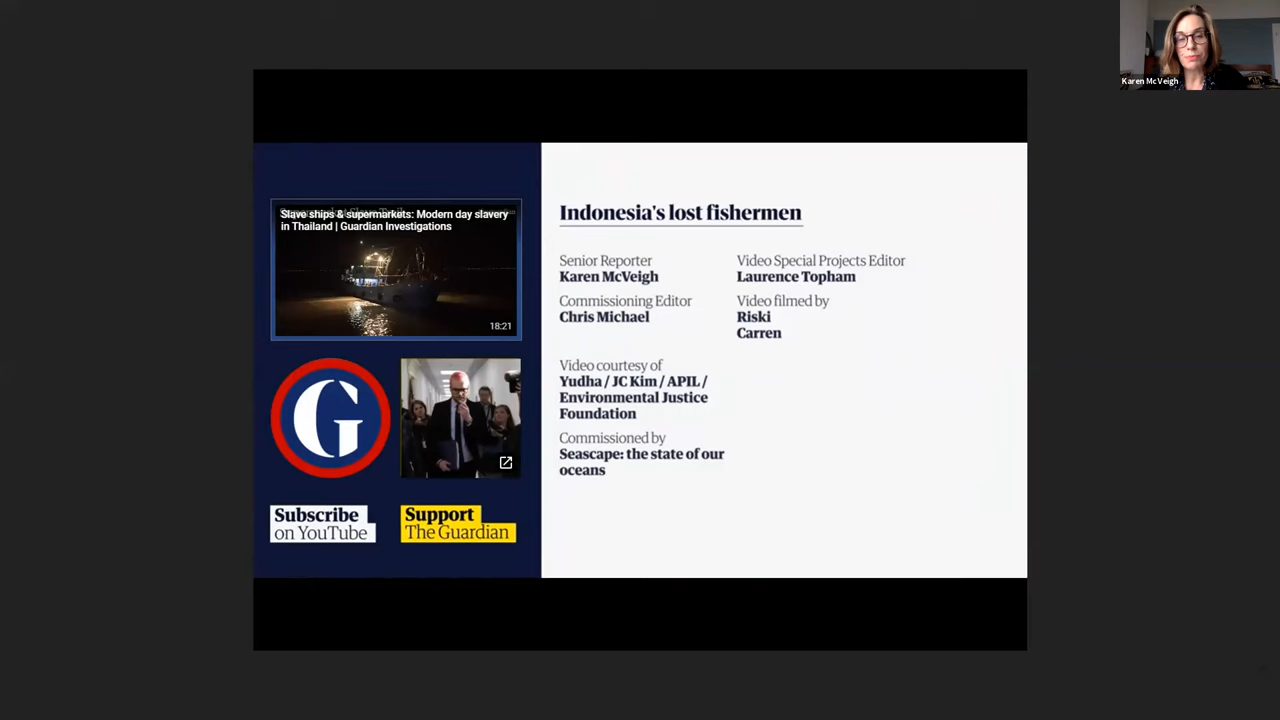 Karen McVeigh
Slave ships & supermarkets: Modern day slavery
in Thailand | Guardian Investigations
18:21
G
Subscribe
on YouTube
Support
The Guardian
Indonesia's lost fishermen
Senior Reporter
Karen McVeigh
Commissioning Editor
Chris Michael
Video Special Projects Editor
Laurence Topham
Video filmed by
Riski
Carren
Video courtesy of
Yudha / JC Kim / APIL /
Environmental Justice
Foundation
Commissioned by
Seascape: the state of our
oceans